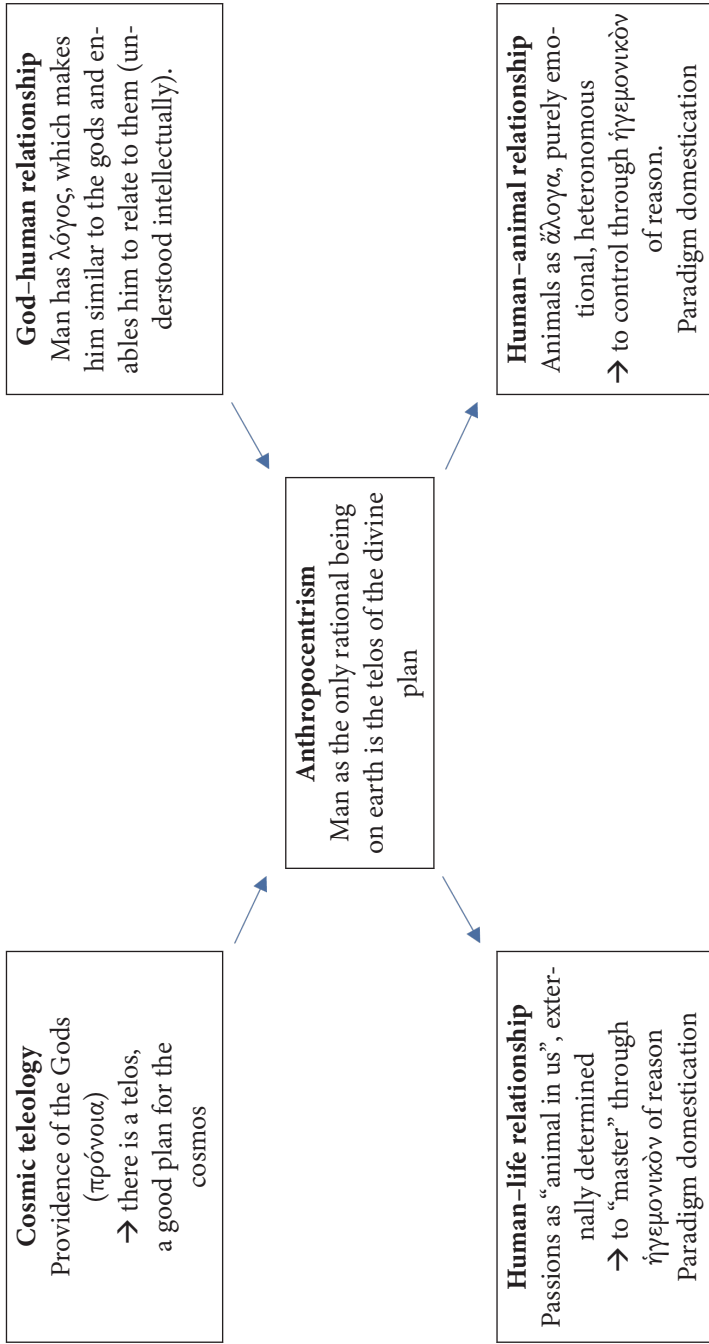 Cosmic teleology
Providence of the Gods
(πρόνοια)
→ there is a telos,
a good plan for the
cosmos
God–human relationship
Man has λόγος, which makes
him similar to the gods and en-
ables him to relate to them (un-
derstood intellectually).
Anthropocentrism
Man as the only rational being
on earth is the telos of the divine
plan
Human–life relationship
Passions as “animal in us”, exter-
nally determined
→ to “master” through
ἡγεμονικὸν of reason
Paradigm domestication
Human–animal relationship
Animals as ἄλογα, purely emo-
tional, heteronomous
→ to control through ἡγεμονικὸν
of reason.
Paradigm domestication